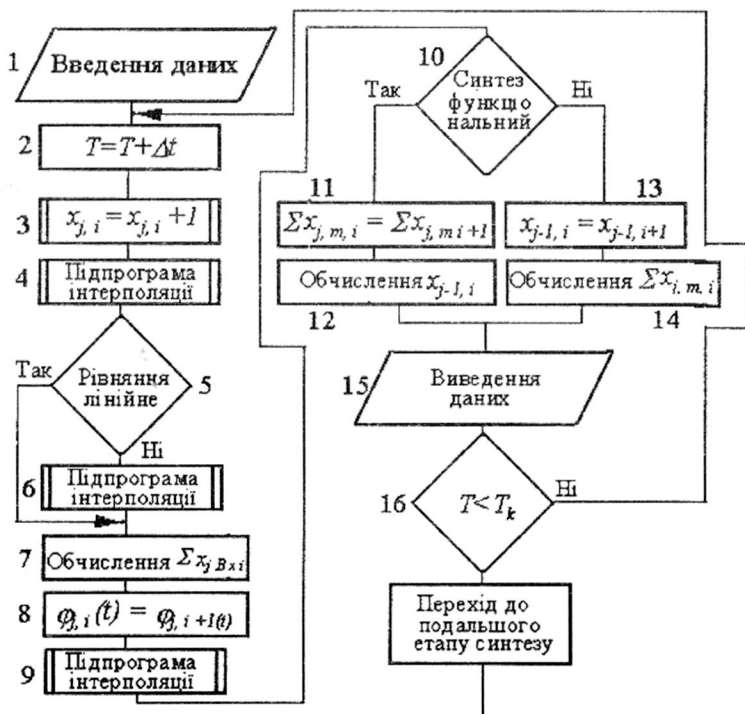 1
Введення даних
2
T=T+Δt
3
x_{j, i} = x_{j, i} +1
4
Підпрограма
інтерполяції
Так
Рівняння
лінійне
5
Ні
6
Підпрограма
інтерполяції
7
Обчислення Σx_{j Вх i}
8
φ_{j, i}(t) = φ_{j, i +1(t)}
9
Підпрограма
інтерполяції
10
Синтез
функціо
нальний
Так
Ні
11
Σx_{j, m, i} = Σx_{j, m i+1}
Обчислення x_{j-1, i}
12
13
x_{j-1, i} = x_{j-1, i+1}
Обчислення Σx_{i, m, i}
14
15
Виведення
даних
16
T< T_k
Ні
Перехід до
подальшого
етапу синтезу